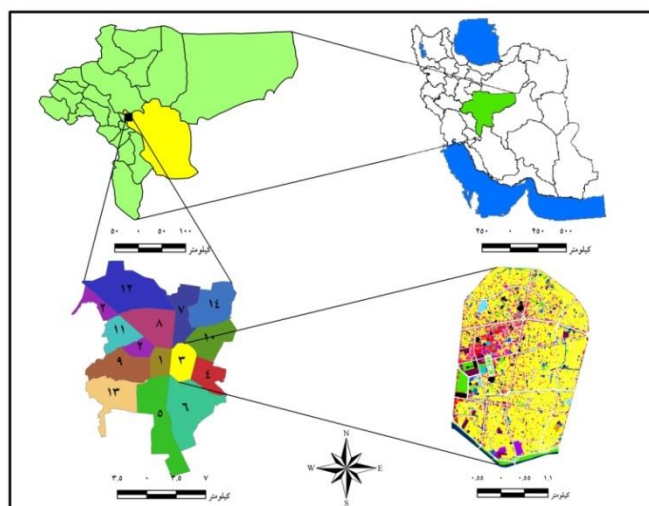 ۵۰ ۰ ۵۰ ۱۰۰
کیلومتر
۲۵۰ ۰ ۲۵۰ ۵۰۰
کیلومتر
۱۲
۱۴
۷
۲
۸
۱۱
۱۰
۲
۹
۱
۳
۴
۱۳
۵
۶
N
W E
S
۳.۵ ۰ ۳.۵ ۷
کیلومتر
۰.۵۵ ۰ ۰.۵۵ ۱.۱
کیلومتر